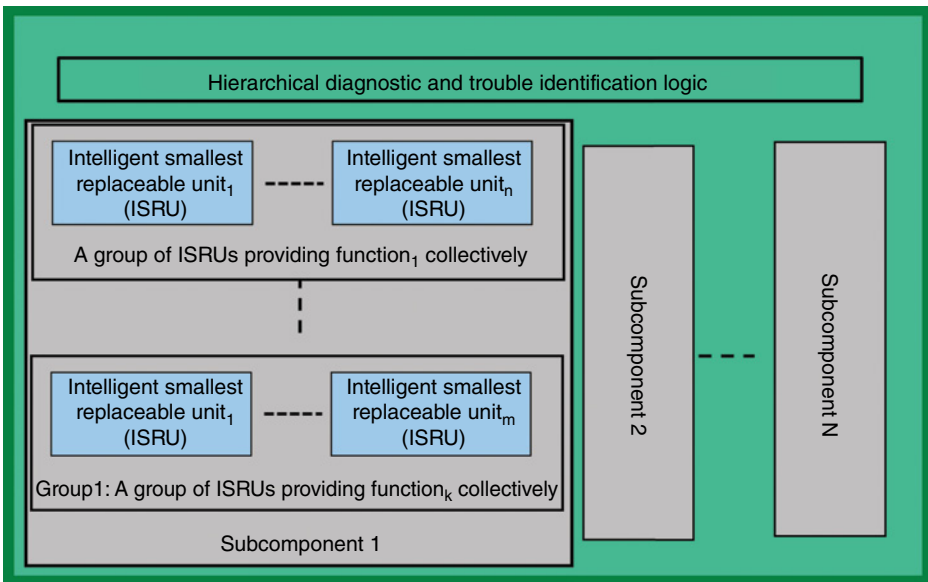 Hierarchical diagnostic and trouble identification logic
Intelligent smallest
replaceable unit₁
(ISRU)
Intelligent smallest
replaceable unitₙ
(ISRU)
A group of ISRUs providing function₁ collectively
Intelligent smallest
replaceable unit₁
(ISRU)
Intelligent smallest
replaceable unitₘ
(ISRU)
Group1: A group of ISRUs providing functionₖ collectively
Subcomponent 1
Subcomponent 2
Subcomponent N